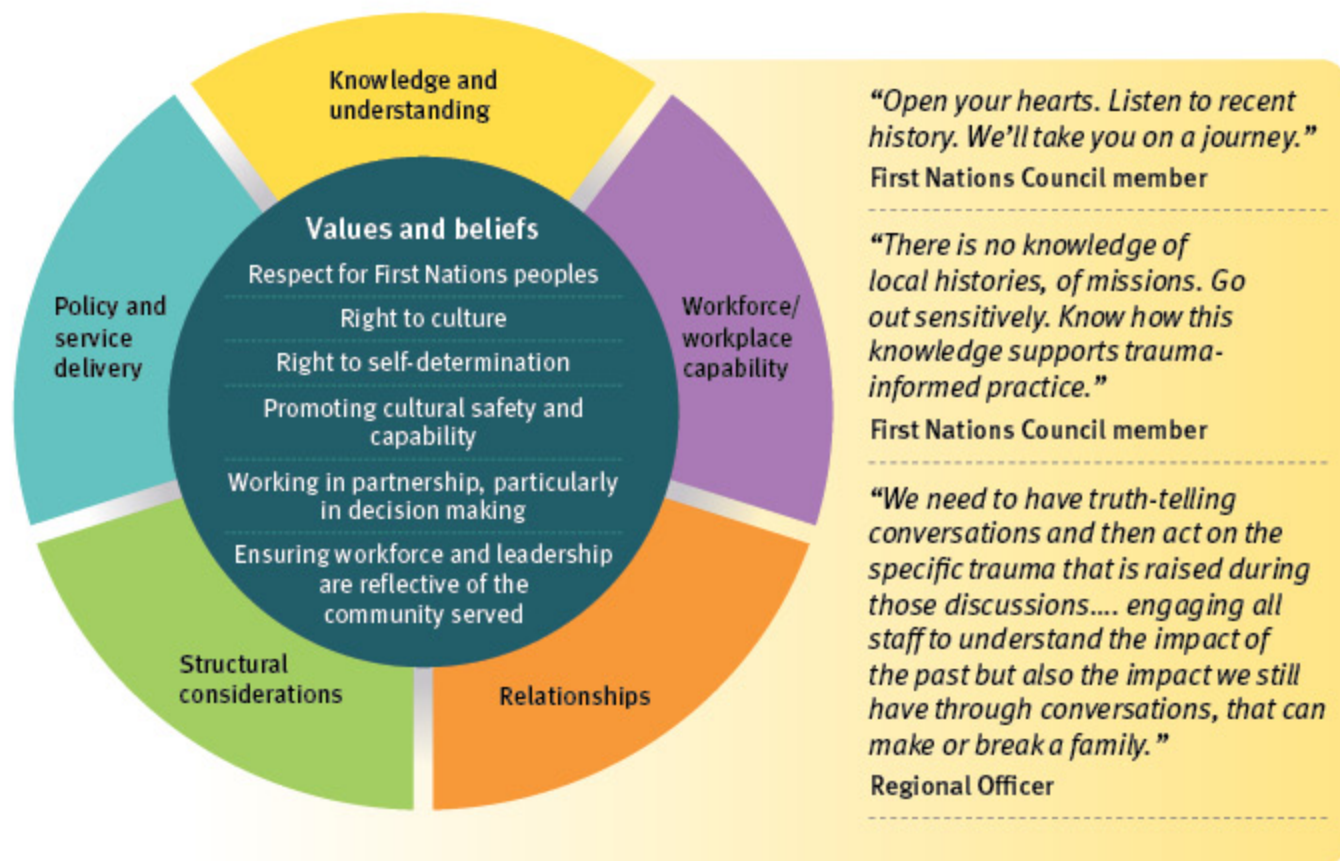 Knowledge and
understanding
Policy and
service
delivery
Values and beliefs
Respect for First Nations peoples
Right to culture
Right to self-determination
Promoting cultural safety and
capability
Working in partnership, particularly
in decision making
Ensuring workforce and leadership
are reflective of the
community served
Workforce/
workplace
capability
Structural
considerations
Relationships
“Open your hearts. Listen to recent
history. We’ll take you on a journey.”
First Nations Council member
“There is no knowledge of
local histories, of missions. Go
out sensitively. Know how this
knowledge supports trauma-
informed practice.”
First Nations Council member
“We need to have truth-telling
conversations and then act on the
specific trauma that is raised during
those discussions.... engaging all
staff to understand the impact of
the past but also the impact we still
have through conversations, that can
make or break a family.”
Regional Officer